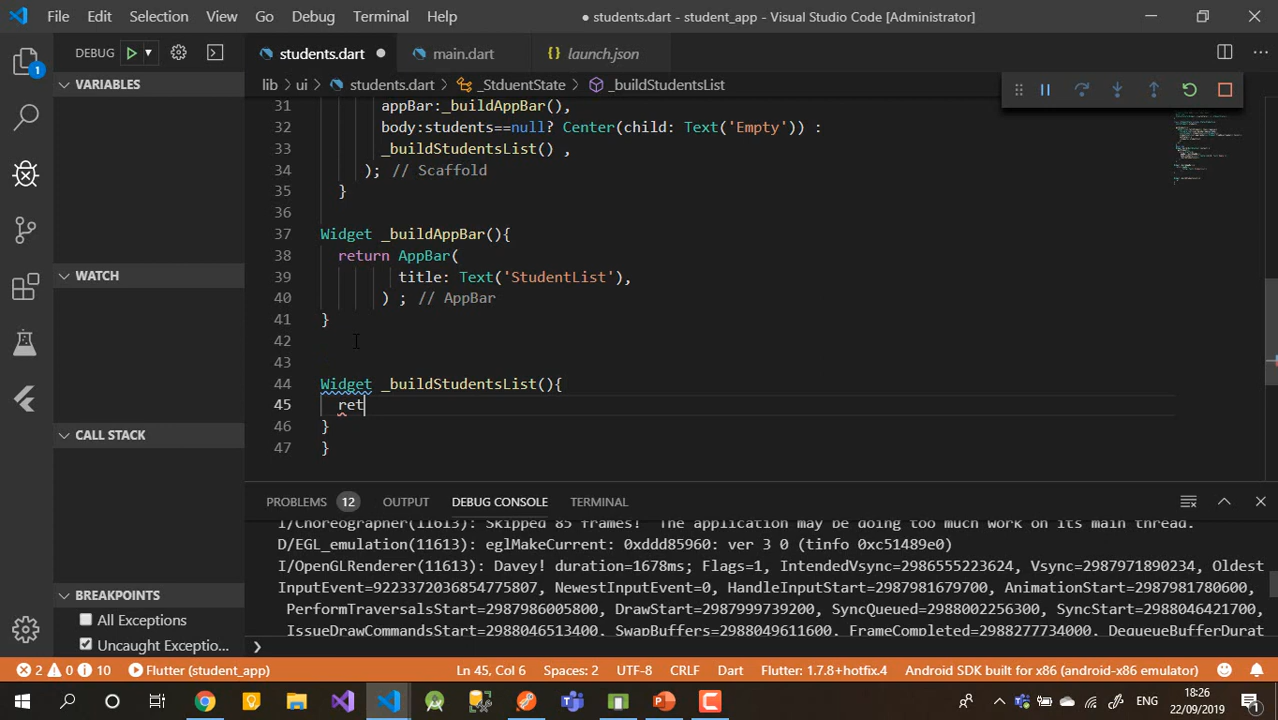 File Edit Selection View Go Debug Terminal Help
● students.dart - student_app - Visual Studio Code [Administrator]
1
DEBUG
students.dart
main.dart
{} launch.json
VARIABLES
lib › ui › students.dart › _StduentState › _buildStudentsList
31 appBar:_buildAppBar(),
32 body:students==null? Center(child: Text('Empty')) :
33 _buildStudentsList() ,
34 ); // Scaffold
35 }
36
37 Widget _buildAppBar(){
38 return AppBar(
39 title: Text('StudentList'),
40 ) ; // AppBar
41 }
42
43
44 Widget _buildStudentsList(){
45 ret
46 }
47 }
WATCH
CALL STACK
BREAKPOINTS
All Exceptions
Uncaught Exceptio...
PROBLEMS 12 OUTPUT DEBUG CONSOLE TERMINAL
I/Choreographer(11613): Skipped 85 frames! The application may be doing too much work on its main thread.
D/EGL_emulation(11613): eglMakeCurrent: 0xddd85960: ver 3 0 (tinfo 0xc51489e0)
I/OpenGLRenderer(11613): Davey! duration=1678ms; Flags=1, IntendedVsync=2986555223624, Vsync=2987971890234, Oldest
InputEvent=9223372036854775807, NewestInputEvent=0, HandleInputStart=2987981679700, AnimationStart=2987981780600,
PerformTraversalsStart=2987986005800, DrawStart=2987999739200, SyncQueued=2988002256300, SyncStart=2988046421700,
IssueDrawCommandsStart=2988046513400, SwapBuffers=2988049611600, FrameCompleted=2988277734000, DequeueBufferDurat
2 0 10 Flutter (student_app) Ln 45, Col 6 Spaces: 2 UTF-8 CRLF Dart Flutter: 1.7.8+hotfix.4 Android SDK built for x86 (android-x86 emulator)
ENG
18:26
22/09/2019
1